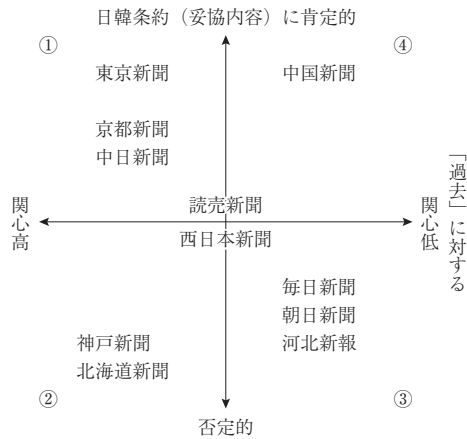 日韓条約（妥協内容）に肯定的
①
④
東京新聞
中国新聞
京都新聞
中日新聞
関心高
読売新聞
西日本新聞
関心低
「過去」に対する
毎日新聞
朝日新聞
河北新報
神戸新聞
北海道新聞
②
③
否定的